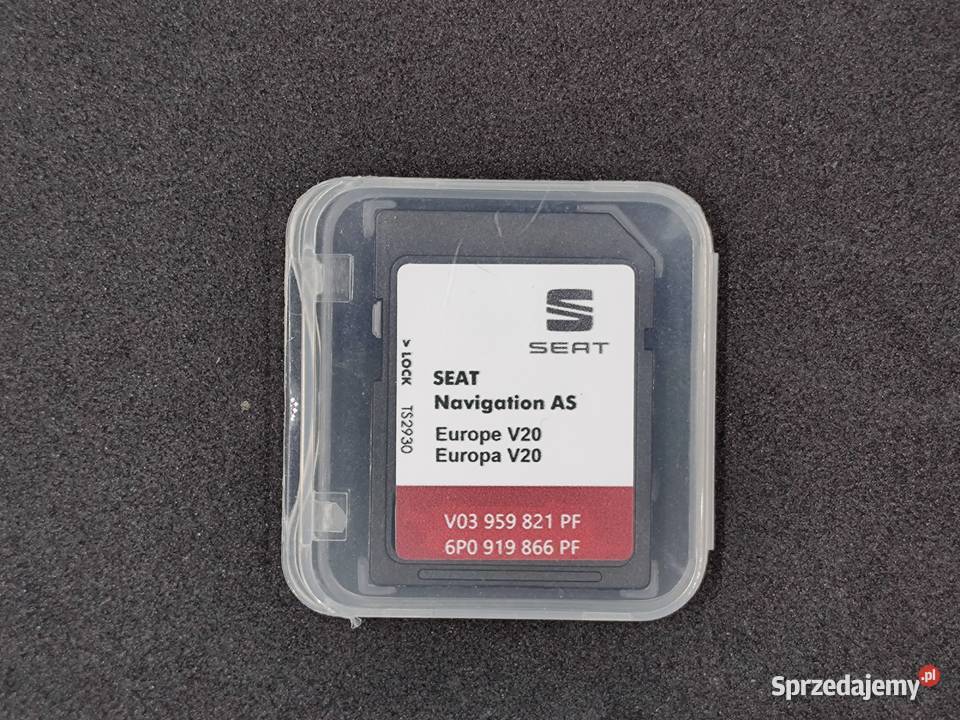 SEAT
> LOCK TS2930
SEAT
Navigation AS
Europe V20
Europa V20
V03 959 821 PF
6P0 919 866 PF
Sprzedajemy.pl